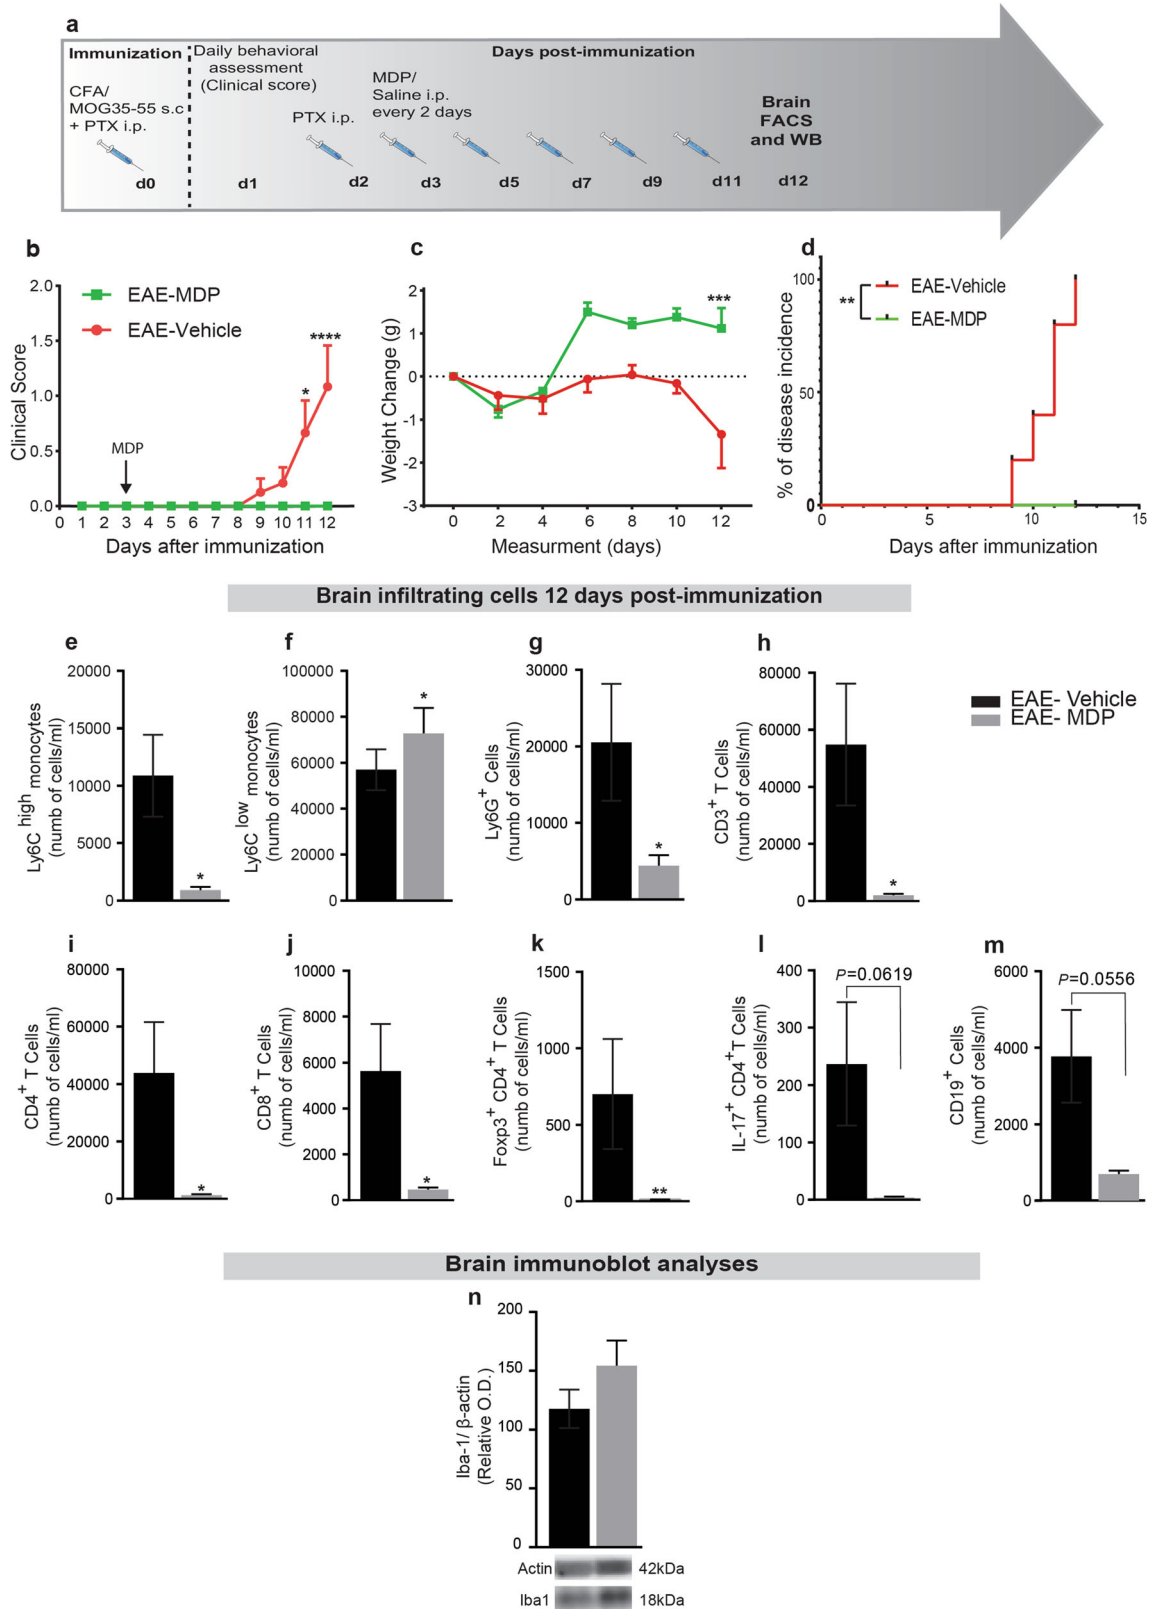 a
Immunization
Daily behavioral
assessment
(Clinical score)
Days post-immunization
CFA/
MOG35-55 s.c
+ PTX i.p.
PTX i.p.
MDP/
Saline i.p.
every 2 days
Brain
FACS
and WB
d0 d1 d2 d3 d5 d7 d9 d11 d12
b
Clinical Score
2.0
1.5
1.0
0.5
0.0
EAE-MDP
EAE-Vehicle
****
*
MDP
0 1 2 3 4 5 6 7 8 9 10 11 12
Days after immunization
c
Weight Change (g)
2
1
0
-1
-2
-3
***
0 2 4 6 8 10 12
Measurment (days)
d
% of disease incidence
100
50
0
**
EAE-Vehicle
EAE-MDP
0 5 10 15
Days after immunization
Brain infiltrating cells 12 days post-immunization
e
Ly6C high monocytes
(numb of cells/ml)
20000
15000
10000
5000
0
*
f
Ly6C low monocytes
(numb of cells/ml)
100000
80000
60000
40000
20000
0
*
g
Ly6G+ Cells
(numb of cells/ml)
30000
20000
10000
0
*
h
CD3+ T Cells
(numb of cells/ml)
80000
60000
40000
20000
0
*
EAE- Vehicle
EAE- MDP
i
CD4+ T Cells
(numb of cells/ml)
80000
60000
40000
20000
0
*
j
CD8+ T Cells
(numb of cells/ml)
10000
8000
6000
4000
2000
0
*
k
Foxp3+ CD4+ T Cells
(numb of cells/ml)
1500
1000
500
0
**
l
IL-17+ CD4+T Cells
(numb of cells/ml)
400
300
200
100
0
P=0.0619
m
CD19+ Cells
(numb of cells/ml)
6000
4000
2000
0
P=0.0556
Brain immunoblot analyses
n
Iba-1/ β-actin
(Relative O.D.)
200
150
100
50
0
Actin 42kDa
Iba1 18kDa